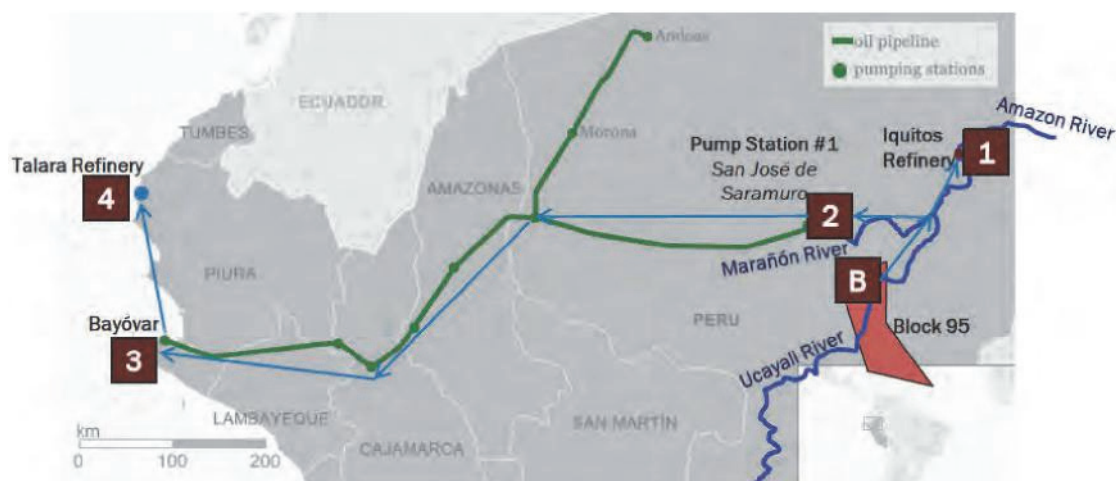 Andoas
oil pipeline
pumping stations
ECUADOR
Amazon River
TUMBES
Morona
Iquitos
Refinery
1
Pump Station #1
San José de
Saramuro
Talara Refinery
4
AMAZONAS
2
Marañón River
PIURA
B
Bayóvar
3
PERU
Block 95
Ucayali River
LAMBAYEQUE
SAN MARTÍN
CAJAMARCA
km
0 100 200